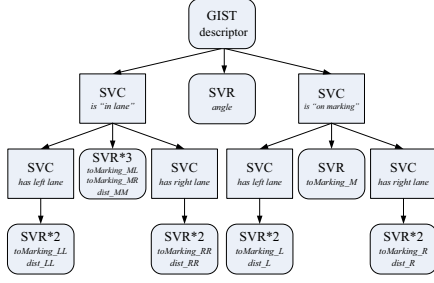 GIST
descriptor
SVC
is "in lane"
SVR
angle
SVC
is "on marking"
SVC
has left lane
SVR*3
toMarking_ML
toMarking_MR
dist_MM
SVC
has right lane
SVC
has left lane
SVR
toMarking_M
SVC
has right lane
SVR*2
toMarking_LL
dist_LL
SVR*2
toMarking_RR
dist_RR
SVR*2
toMarking_L
dist_L
SVR*2
toMarking_R
dist_R